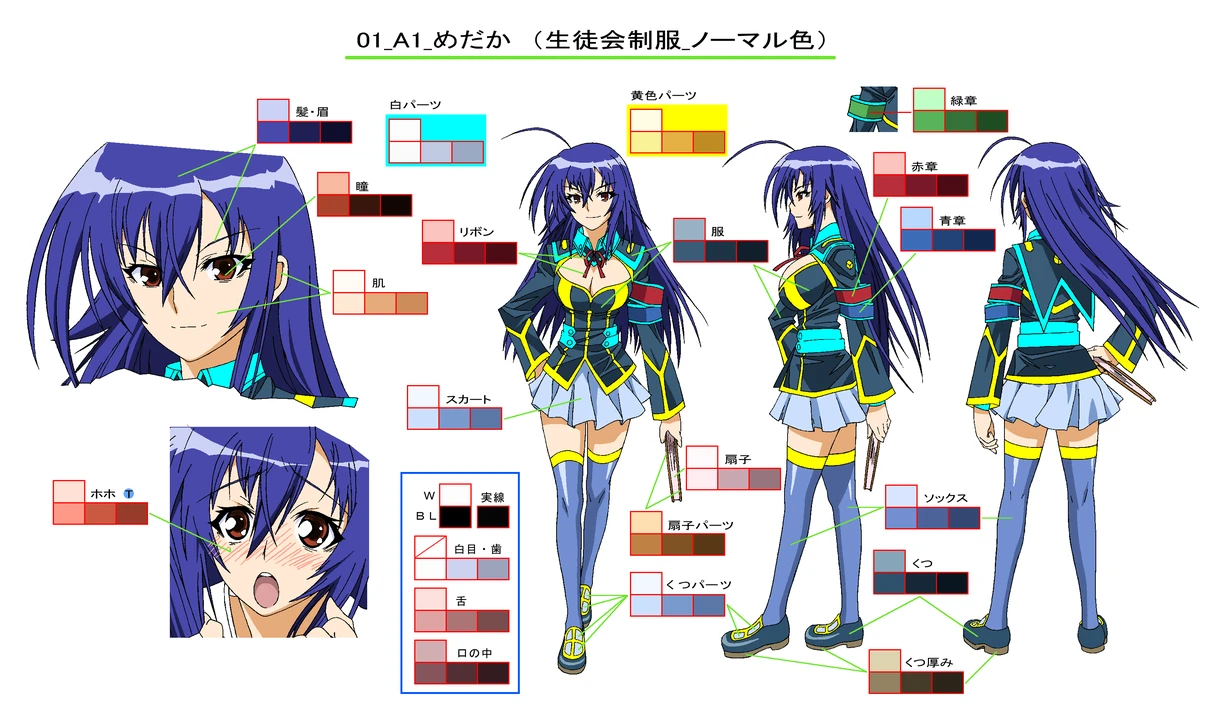 01_A1_めだか （生徒会制服_ノーマル色）
髪・眉
白パーツ
黄色パーツ
緑章
瞳
赤章
リボン
服
青章
肌
スカート
ホホ T
扇子
W 実線
BL
扇子パーツ
ソックス
白目・歯
くつ
くつパーツ
舌
口の中
くつ厚み